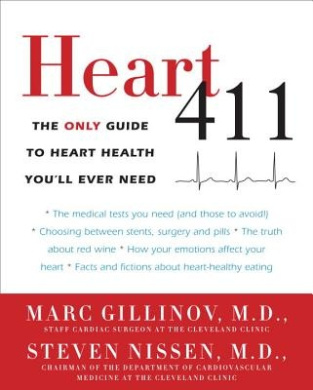 Heart
411
THE ONLY GUIDE
TO HEART HEALTH
YOU'LL EVER NEED
* The medical tests you need (and those to avoid!)
* Choosing between stents, surgery and pills * The truth
about red wine * How your emotions affect your
heart * Facts and fictions about heart-healthy eating
MARC GILLINOV, M.D.,
STAFF CARDIAC SURGEON AT THE CLEVELAND CLINIC
STEVEN NISSEN, M.D.,
CHAIRMAN OF THE DEPARTMENT OF CARDIOVASCULAR
MEDICINE AT THE CLEVELAND CLINIC